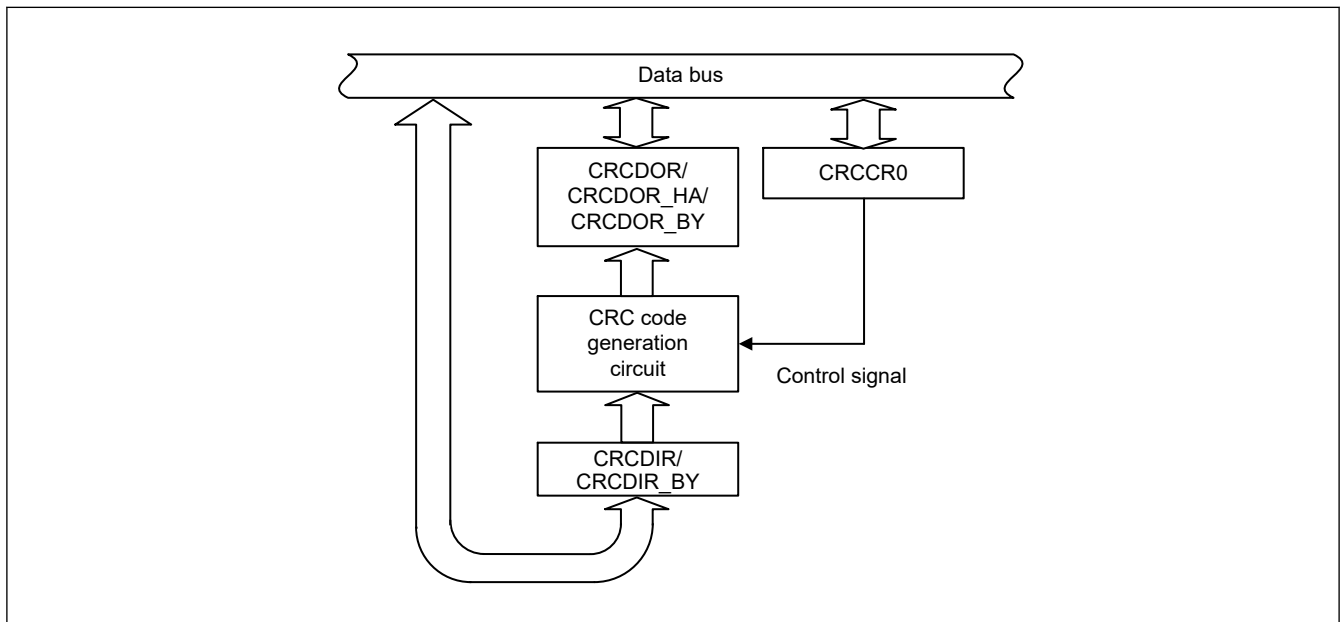 Data bus
CRCDOR/
CRCDOR_HA/
CRCDOR_BY
CRCCR0
CRC code
generation
circuit
Control signal
CRCDIR/
CRCDIR_BY